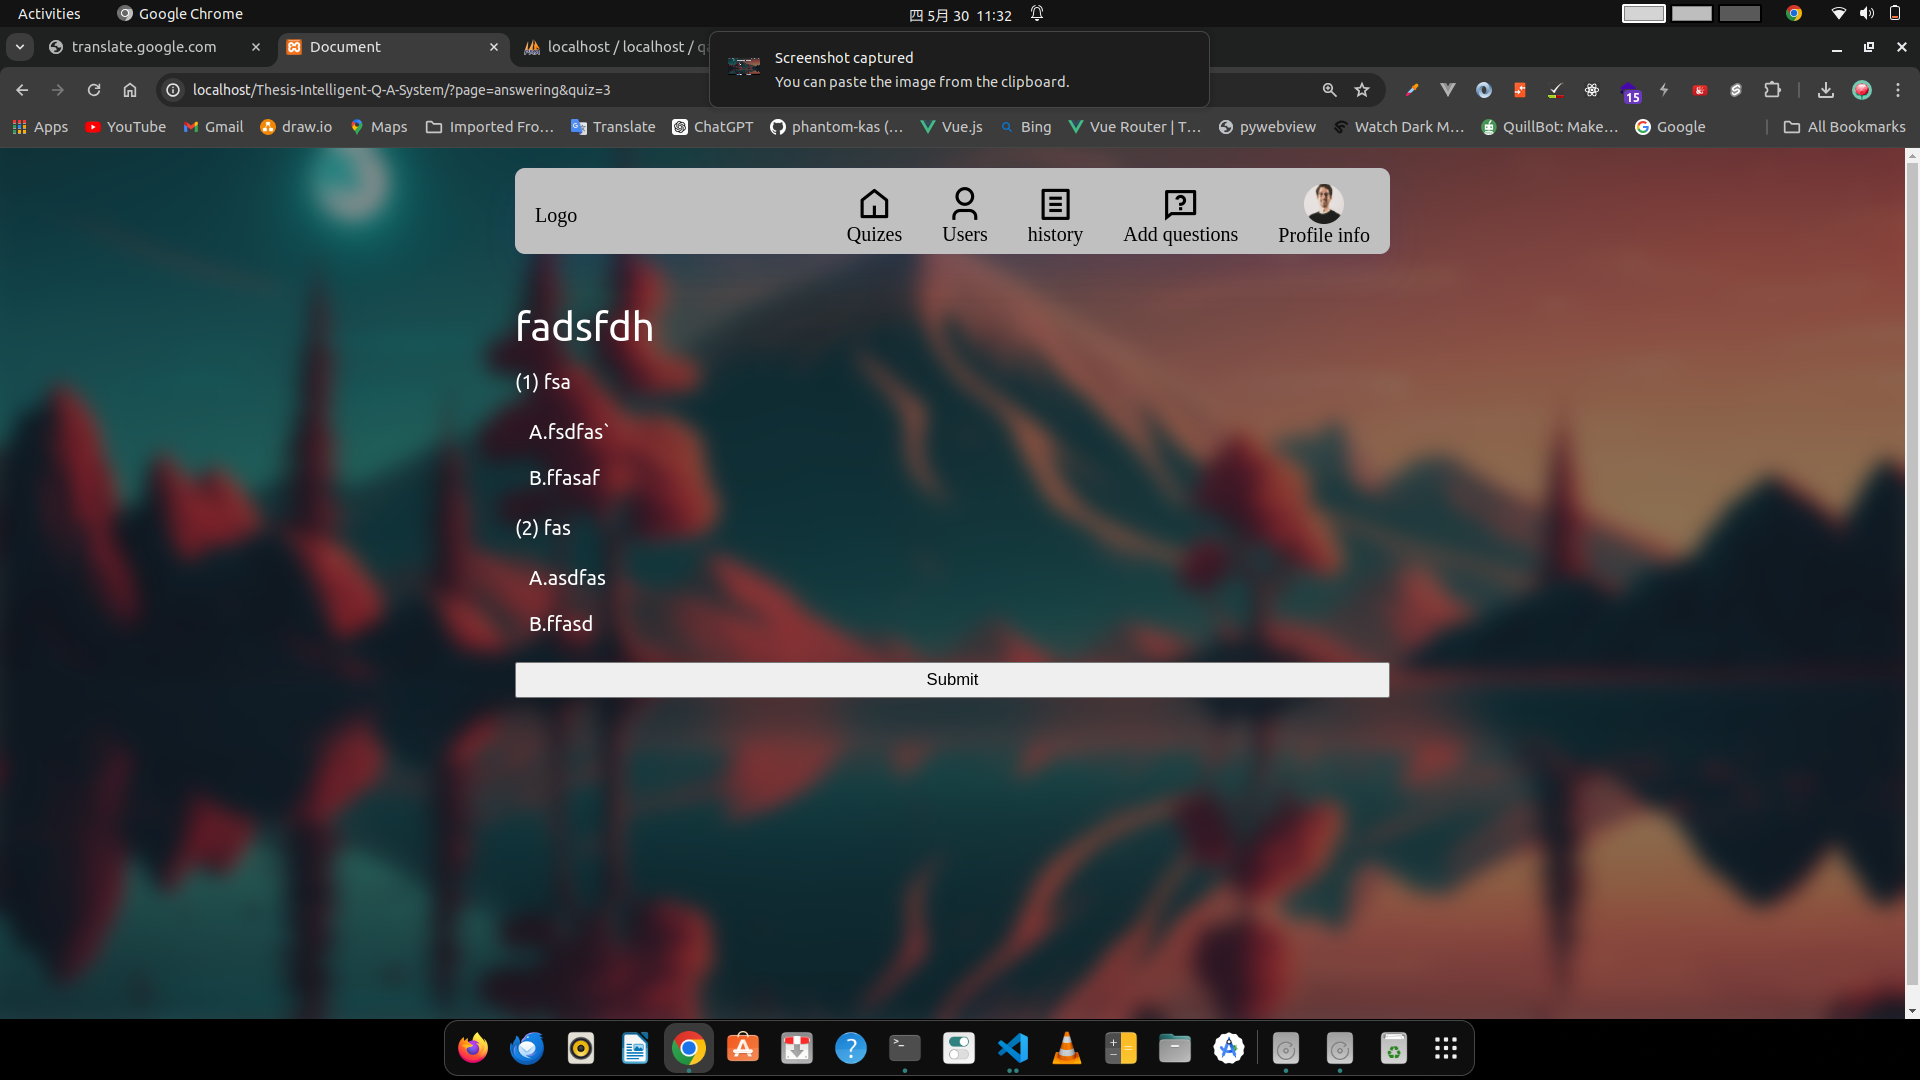 Activities
Google Chrome
四 5月 30 11:32
translate.google.com
Document
localhost / localhost / qa
Screenshot captured
You can paste the image from the clipboard.
localhost/Thesis-Intelligent-Q-A-System/?page=answering&quiz=3
15
Apps
YouTube
Gmail
draw.io
Maps
Imported Fro…
Translate
ChatGPT
phantom-kas (…
Vue.js
Bing
Vue Router | T…
pywebview
Watch Dark M…
QuillBot: Make…
Google
All Bookmarks
Logo
Quizes
Users
history
Add questions
Profile info
fadsfdh
(1) fsa
A.fsdfas`
B.ffasaf
(2) fas
A.asdfas
B.ffasd
Submit